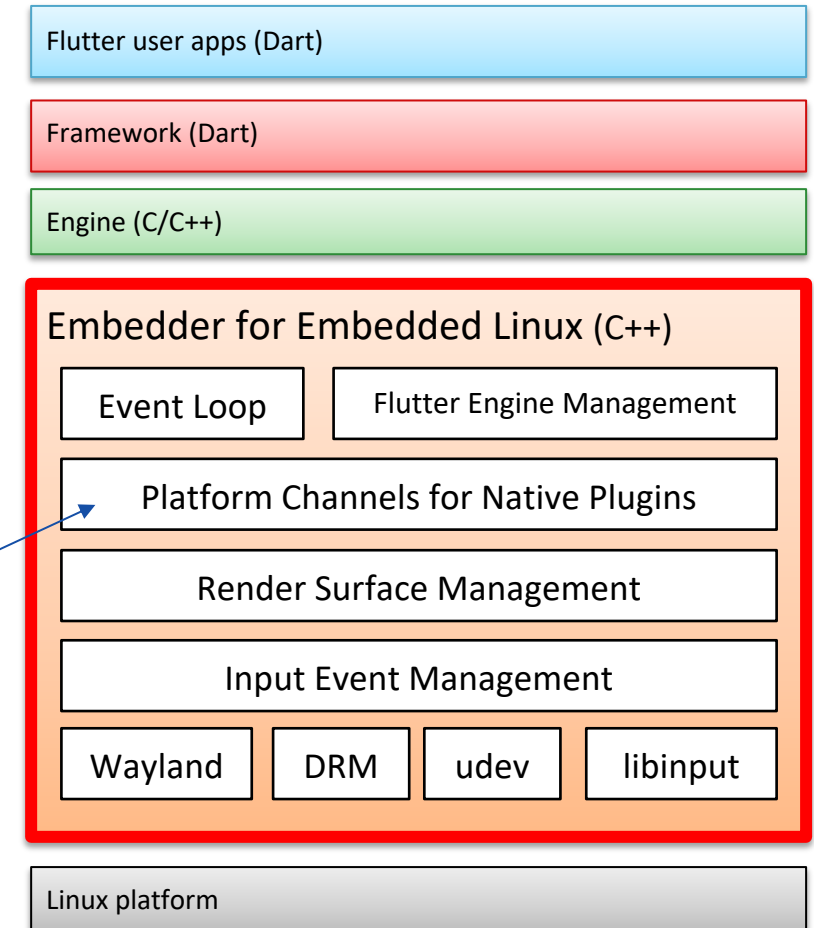 Flutter user apps (Dart)
Framework (Dart)
Engine (C/C++)
Embedder for Embedded Linux (C++)
Event Loop
Flutter Engine Management
Platform Channels for Native Plugins
Render Surface Management
Input Event Management
Wayland
DRM
udev
libinput
Linux platform